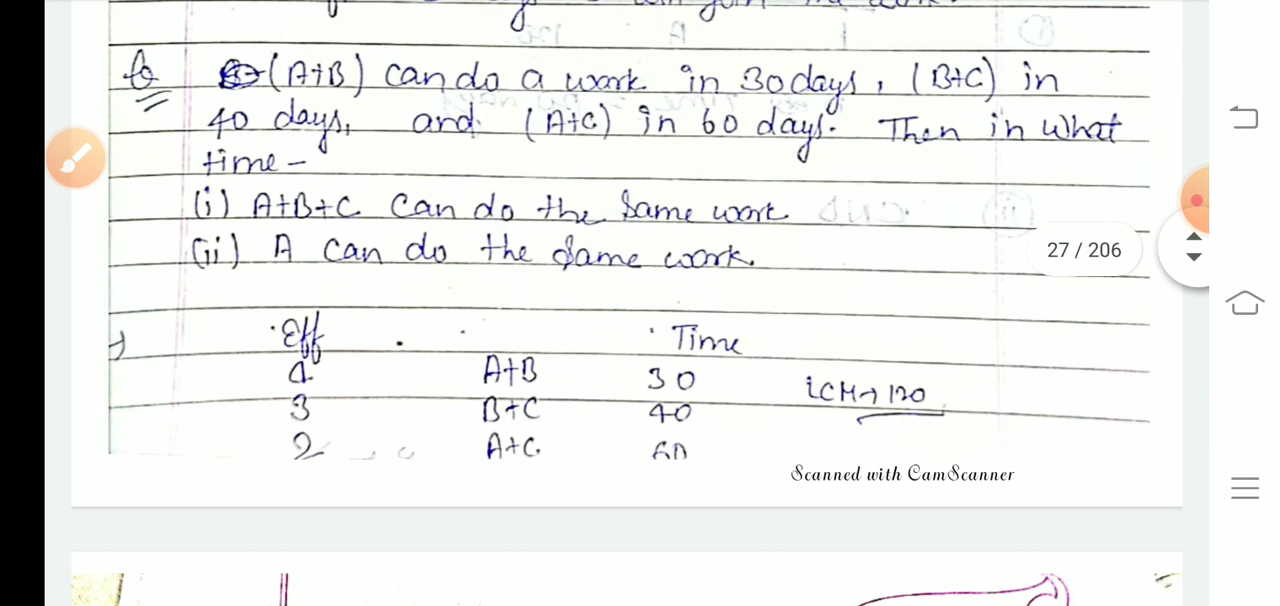 Q (A+B) can do a work in 30 days, (B+C) in
40 days, and (A+C) in 60 days. Then in what
time -
(i) A+B+C can do the same work
(ii) A can do the same work.
27 / 206
Eff Time
4 A+B 30 LCM→120
3 B+C 40
2 A+C 60
Scanned with CamScanner